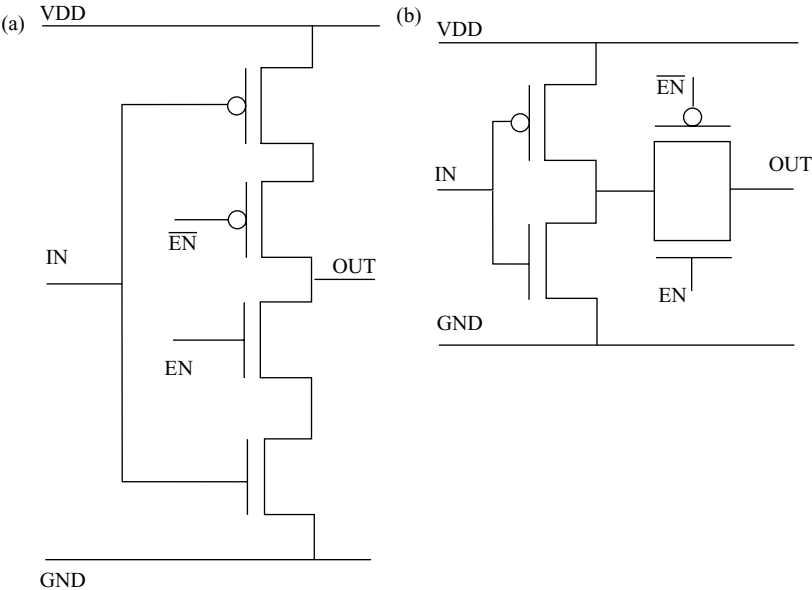 (a)
VDD
EN̅
IN
OUT
EN
GND
(b)
VDD
EN̅
IN
OUT
EN
GND